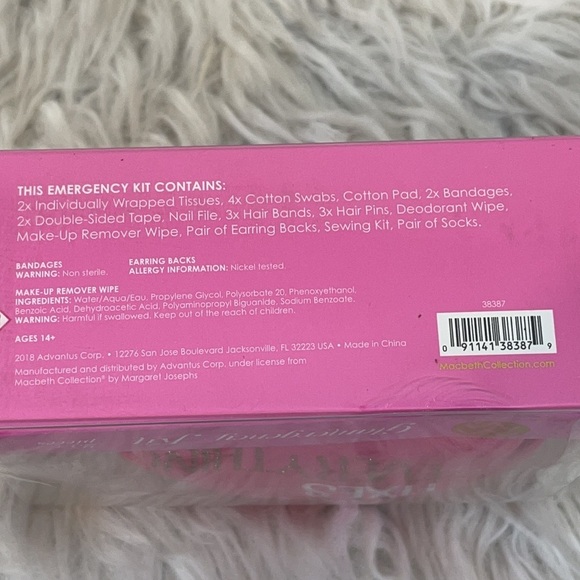 THIS EMERGENCY KIT CONTAINS:
2x Individually Wrapped Tissues, 4x Cotton Swabs, Cotton Pad, 2x Bandages,
2x Double-Sided Tape, Nail File, 3x Hair Bands, 3x Hair Pins, Deodorant Wipe,
Make-Up Remover Wipe, Pair of Earring Backs, Sewing Kit, Pair of Socks.
BANDAGES
WARNING: Non sterile.
EARRING BACKS
ALLERGY INFORMATION: Nickel tested.
MAKE-UP REMOVER WIPE
INGREDIENTS: Water/Aqua/Eau, Propylene Glycol, Polysorbate 20, Phenoxyethanol,
Benzoic Acid, Dehydroacetic Acid, Polyaminopropyl Biguanide, Sodium Benzoate.
WARNING: Harmful if swallowed. Keep out of the reach of children.
AGES 14+
2018 Advantus Corp. • 12276 San Jose Boulevard Jacksonville, FL 32223 USA • Made in China
Manufactured and distributed by Advantus Corp. under license from
Macbeth Collection® by Margaret Josephs
38387
0 91141 38387 9
MacbethCollection.com